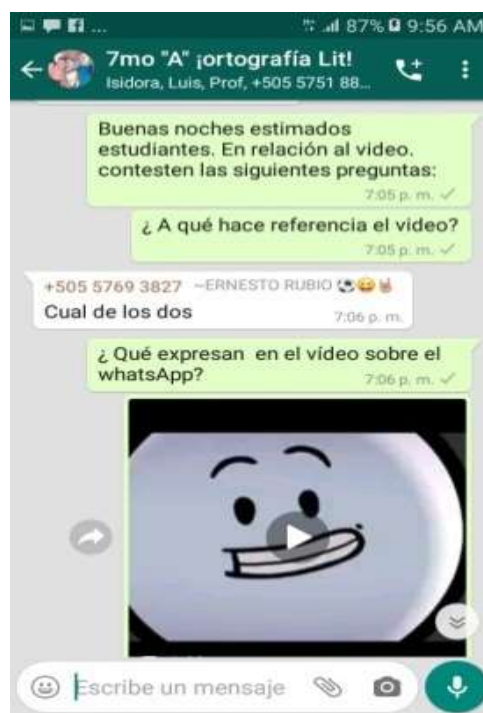 87% 9:56 AM
7mo "A" ¡ortografía Lit!
Isidora, Luis, Prof, +505 5751 88...
Buenas noches estimados
estudiantes. En relación al video.
contesten las siguientes preguntas:
7:05 p. m.
¿ A qué hace referencia el video?
7:05 p. m.
+505 5769 3827 ~ERNESTO RUBIO ⚽😄🤘
Cual de los dos
7:06 p. m.
¿ Qué expresan en el vídeo sobre el
whatsApp?
7:06 p. m.
Escribe un mensaje